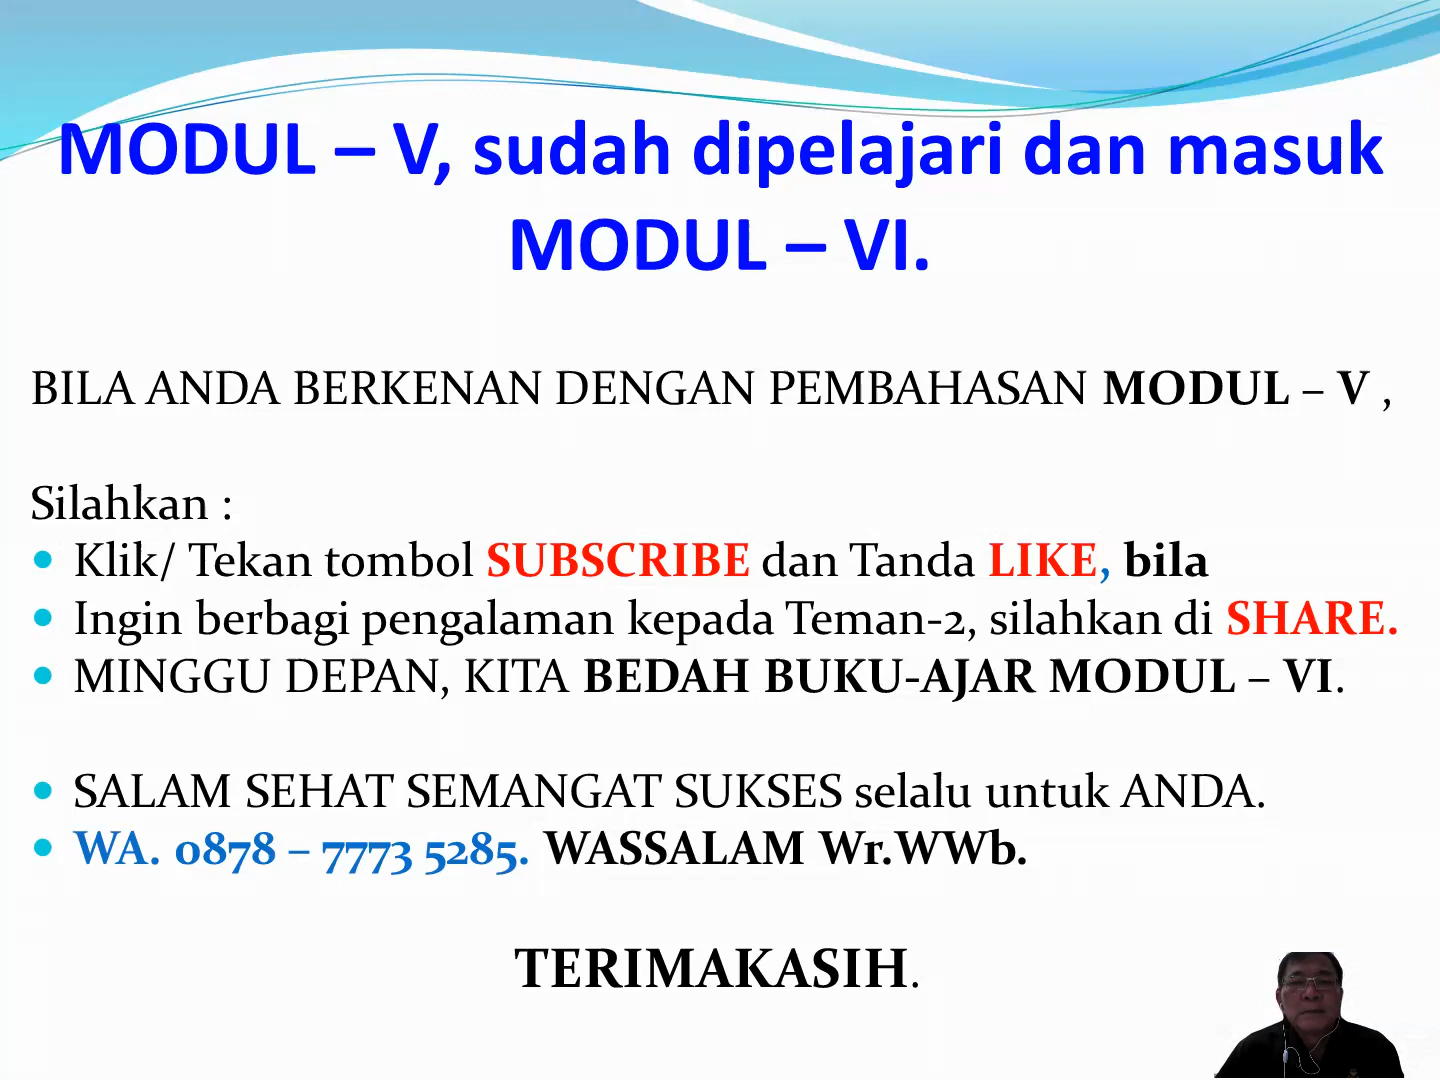 MODUL – V, sudah dipelajari dan masuk
MODUL – VI.
BILA ANDA BERKENAN DENGAN PEMBAHASAN MODUL – V ,
Silahkan :
• Klik/ Tekan tombol SUBSCRIBE dan Tanda LIKE, bila
• Ingin berbagi pengalaman kepada Teman-2, silahkan di SHARE.
• MINGGU DEPAN, KITA BEDAH BUKU-AJAR MODUL – VI.
• SALAM SEHAT SEMANGAT SUKSES selalu untuk ANDA.
• WA. 0878 – 7773 5285. WASSALAM Wr.WWb.
TERIMAKASIH.